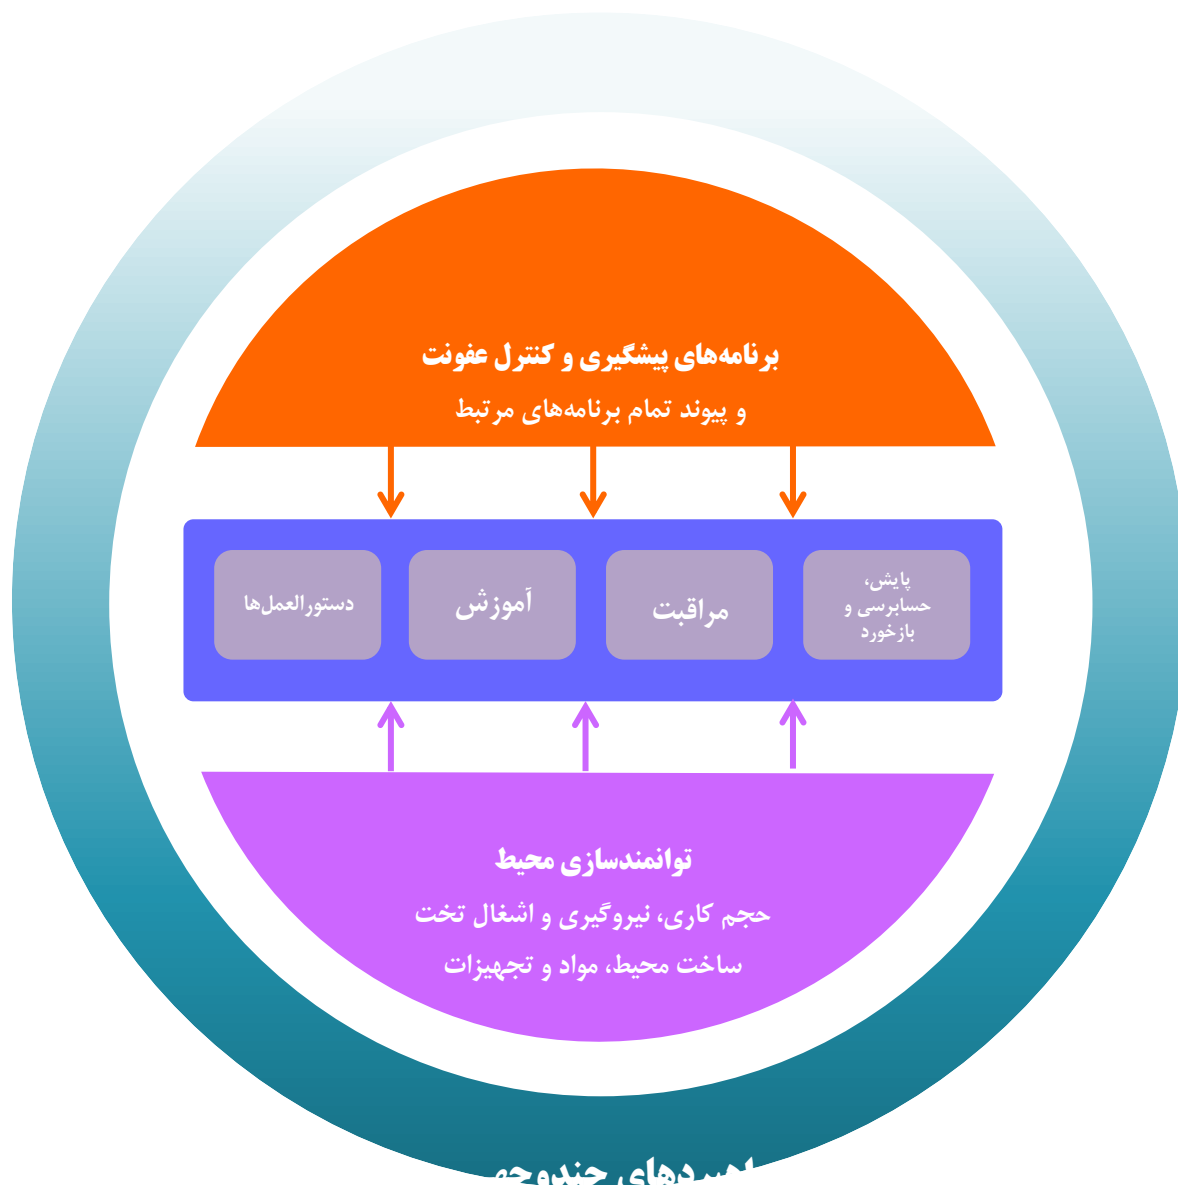 برنامه‌های پیشگیری و کنترل عفونت
و پیوند تمام برنامه‌های مرتبط
پایش،
حسابرسی و
بازخورد
مراقبت
آموزش
دستورالعمل‌ها
توانمندسازی محیط
حجم کاری، نیروگیری و اشغال تخت
ساخت محیط، مواد و تجهیزات